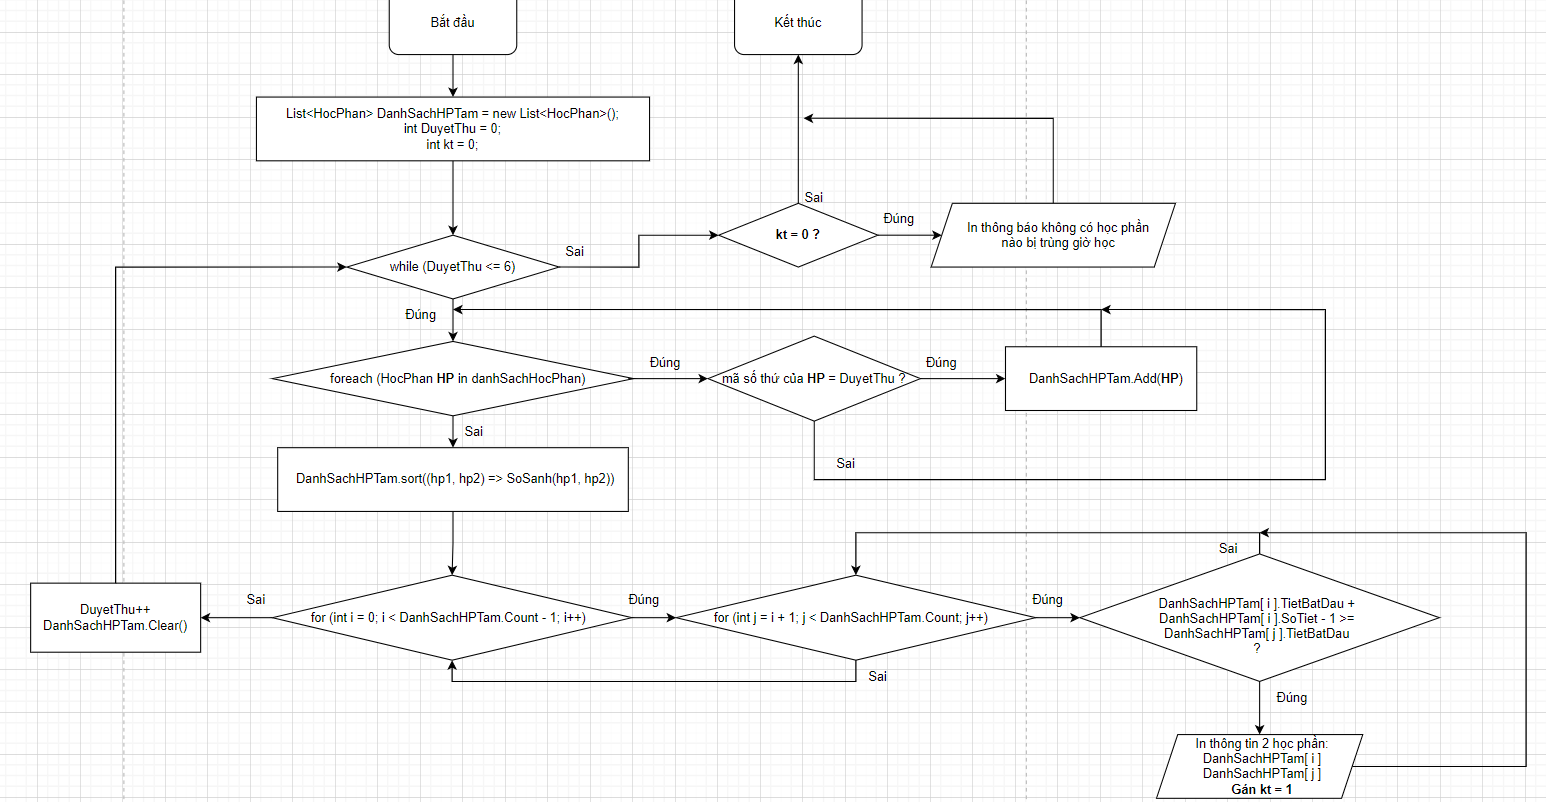 Bắt đầu
Kết thúc
List<HocPhan> DanhSachHPTam = new List<HocPhan>();
int DuyetThu = 0;
int kt = 0;
Sai
kt = 0 ?
Đúng
In thông báo không có học phần
nào bị trùng giờ học
while (DuyetThu <= 6)
Sai
Đúng
foreach (HocPhan HP in danhSachHocPhan)
Đúng
mã số thứ của HP = DuyetThu ?
Đúng
DanhSachHPTam.Add(HP)
Sai
Sai
DanhSachHPTam.sort((hp1, hp2) => SoSanh(hp1, hp2))
DuyetThu++
DanhSachHPTam.Clear()
Sai
for (int i = 0; i < DanhSachHPTam.Count - 1; i++)
Đúng
for (int j = i + 1; j < DanhSachHPTam.Count; j++)
Sai
Đúng
Sai
DanhSachHPTam[ i ].TietBatDau +
DanhSachHPTam[ i ].SoTiet - 1 >=
DanhSachHPTam[ j ].TietBatDau
?
Đúng
In thông tin 2 học phần:
DanhSachHPTam[ i ]
DanhSachHPTam[ j ]
Gán kt = 1